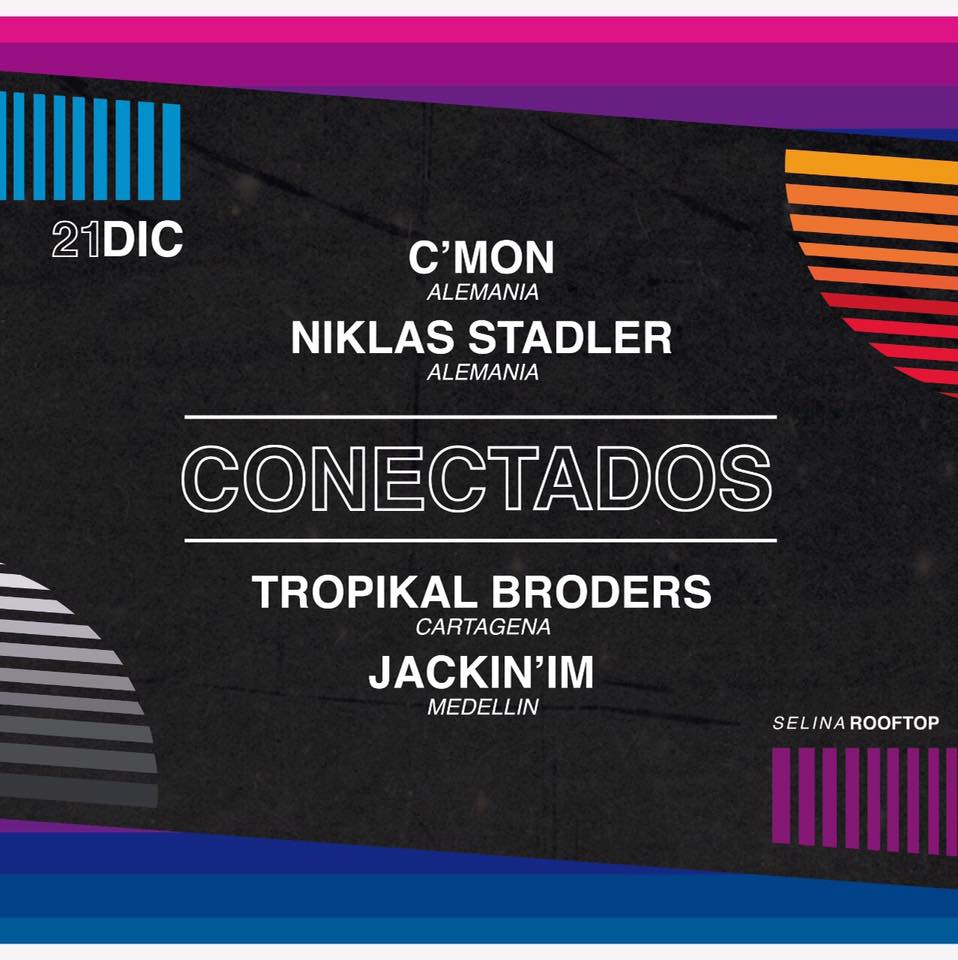 21DIC
C’MON
ALEMANIA
NIKLAS STADLER
ALEMANIA
CONECTADOS
TROPIKAL BRODERS
CARTAGENA
JACKIN’IM
MEDELLIN
SELINA ROOFTOP